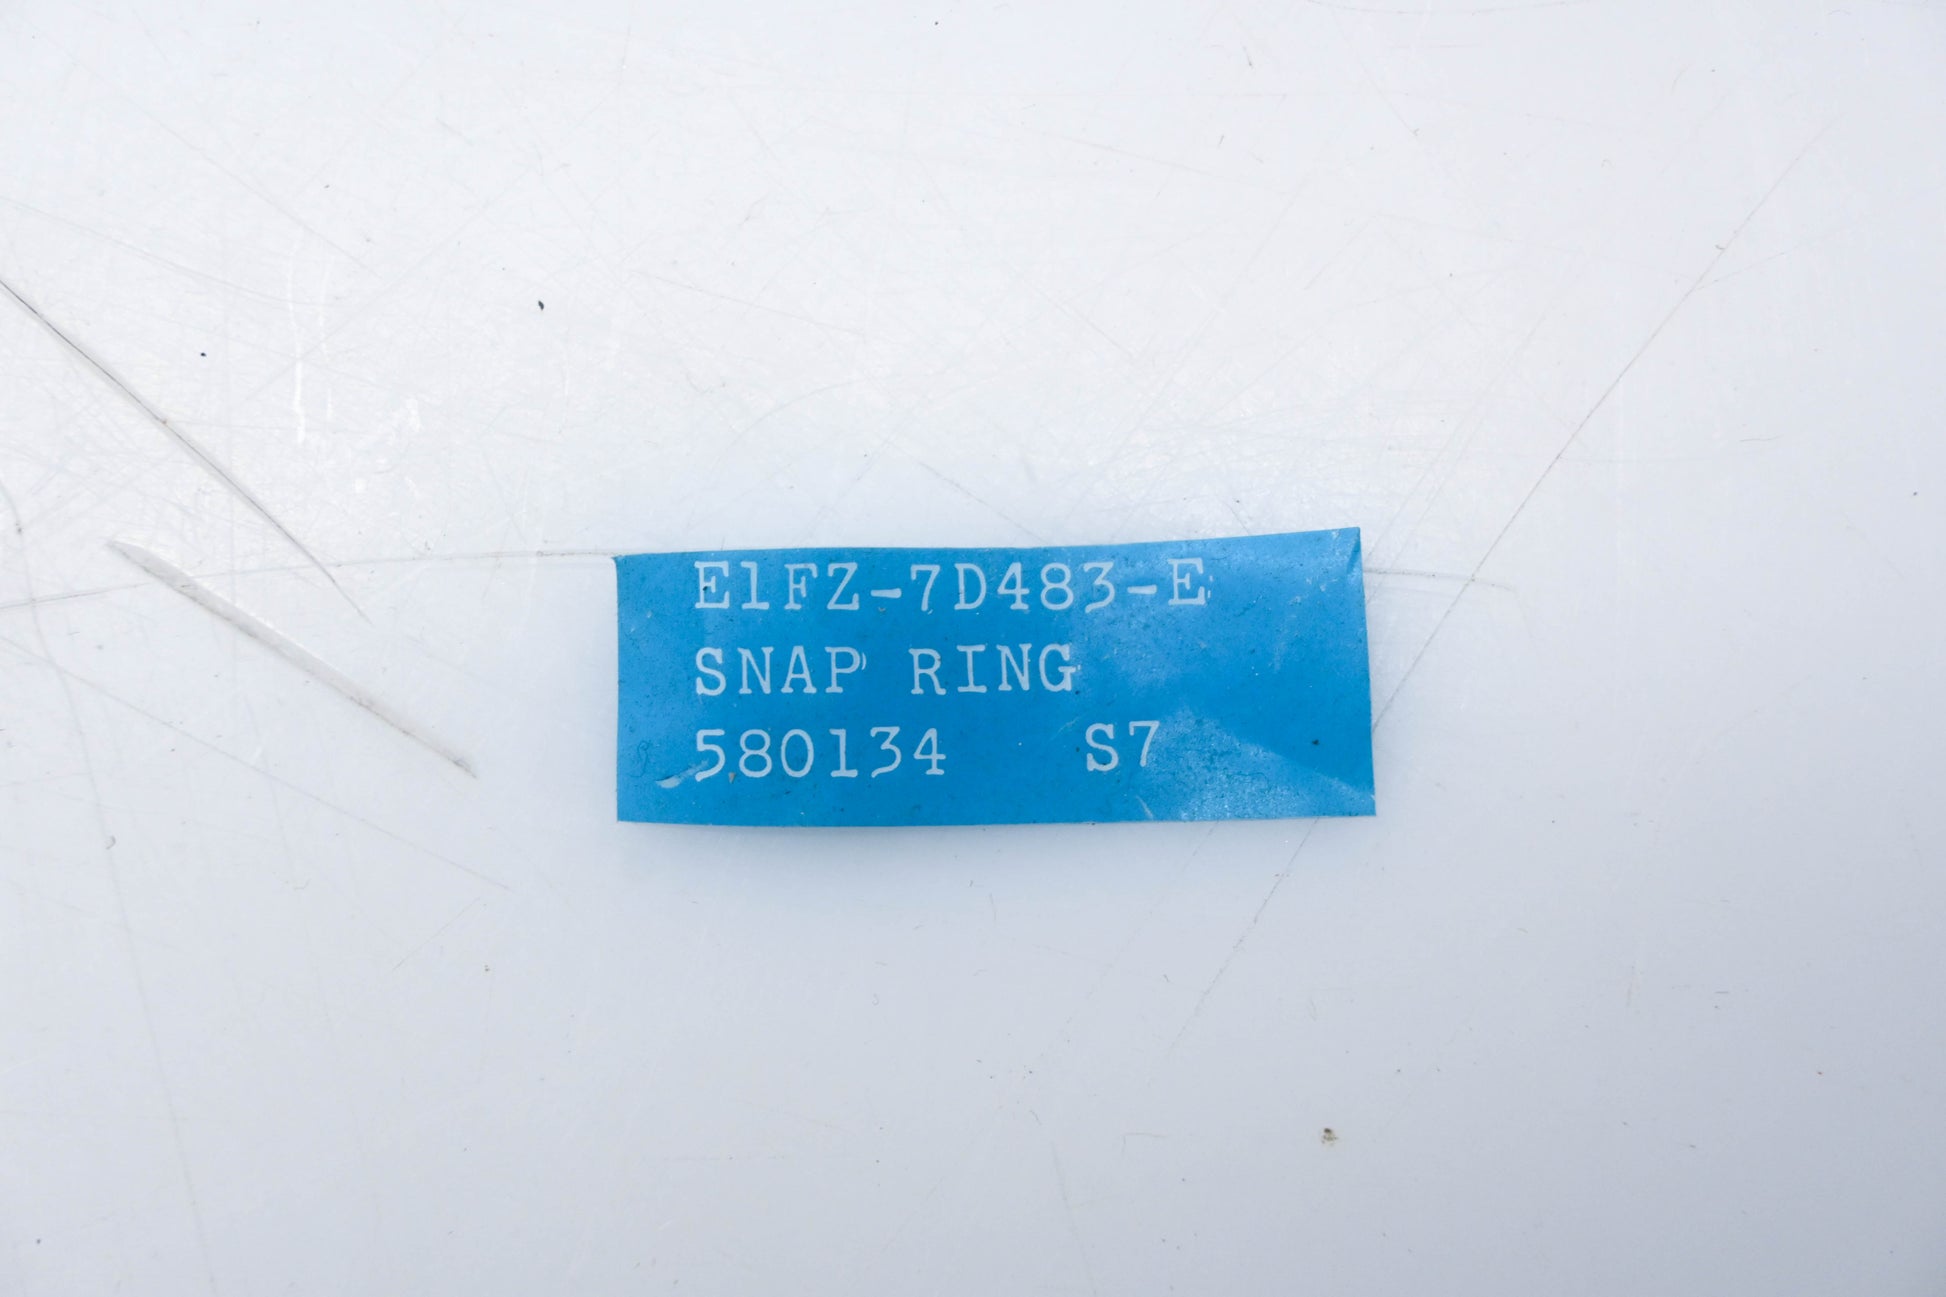 E1FZ-7D483-E
SNAP RING
580134 S7